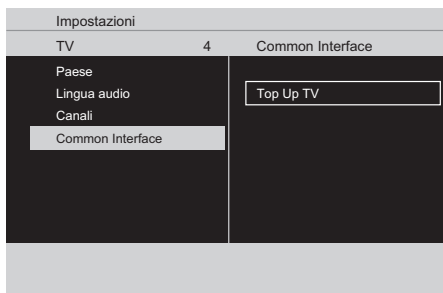 Impostazioni
TV 4 Common Interface
Paese
Lingua audio
Top Up TV
Canali
Common Interface